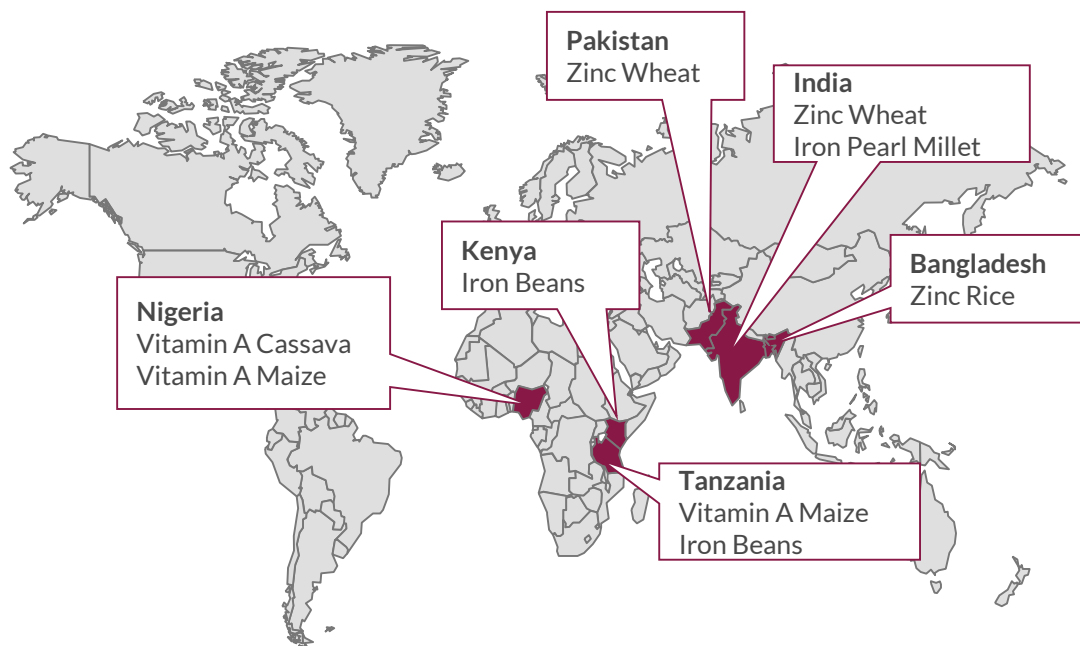 Pakistan
Zinc Wheat
India
Zinc Wheat
Iron Pearl Millet
Kenya
Iron Beans
Bangladesh
Zinc Rice
Nigeria
Vitamin A Cassava
Vitamin A Maize
Tanzania
Vitamin A Maize
Iron Beans